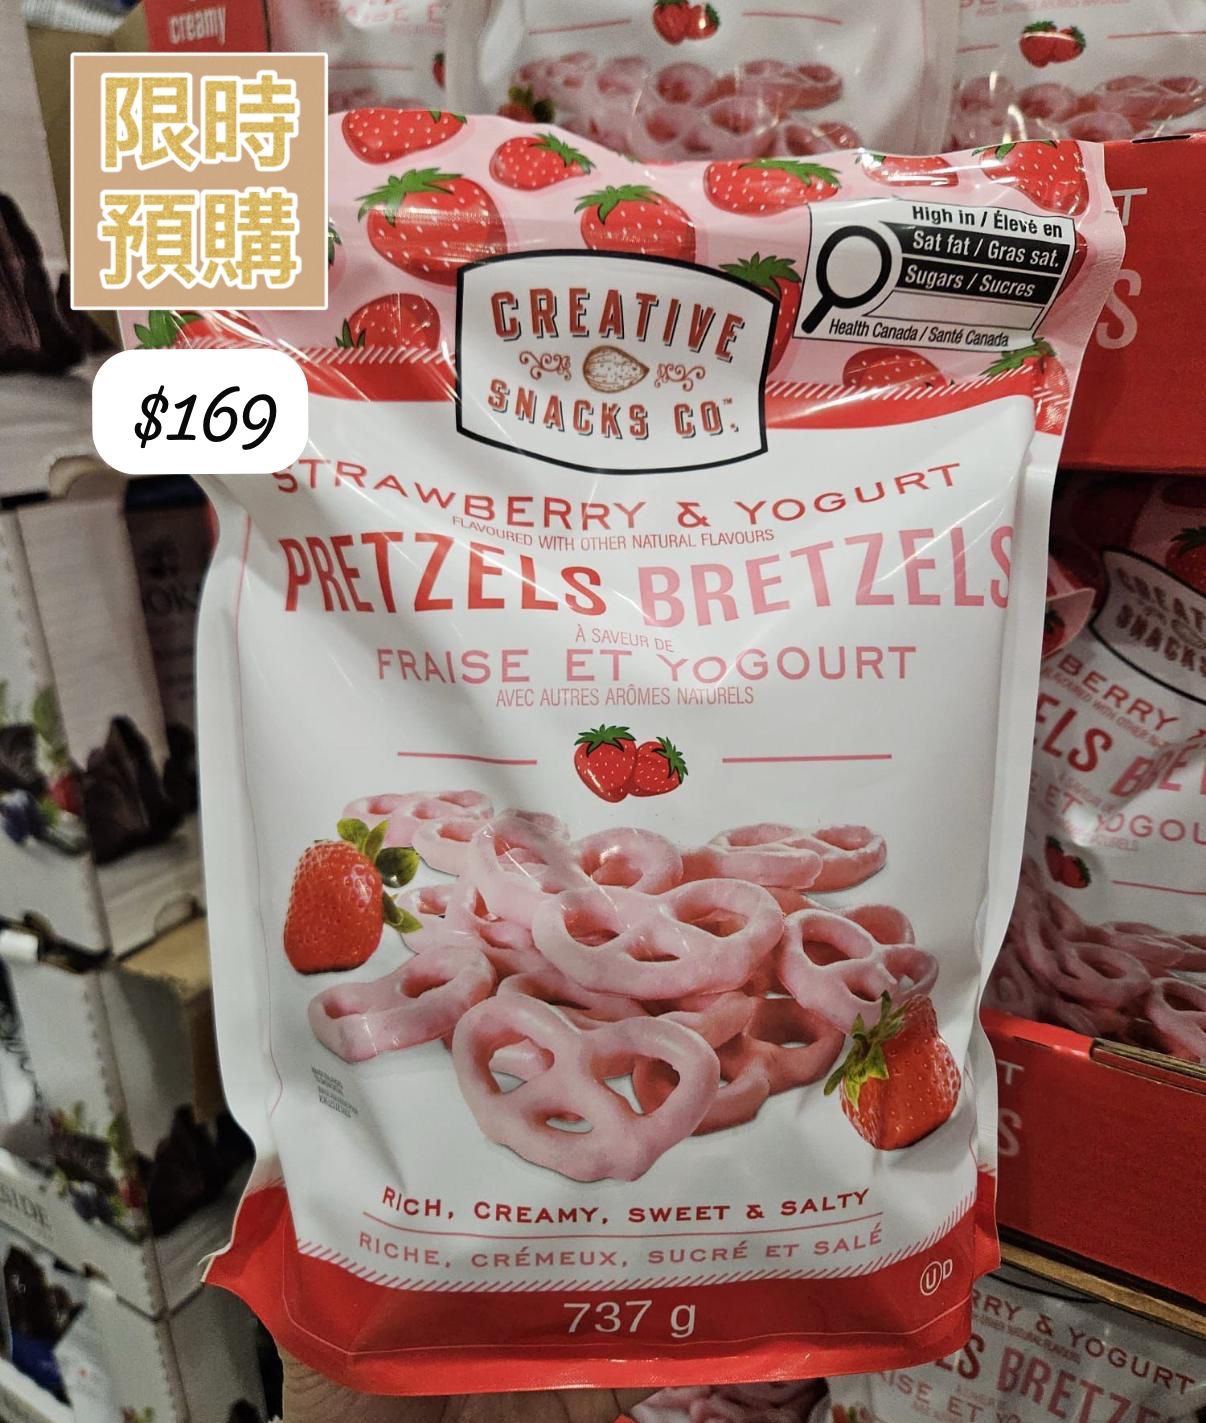 creamy
限時
預購
$169
High in / Élevé en
Sat fat / Gras sat.
Sugars / Sucres
Health Canada / Santé Canada
CREATIVE
SNACKS CO.™
STRAWBERRY & YOGURT
FLAVOURED WITH OTHER NATURAL FLAVOURS
PRETZELS BRETZELS
À SAVEUR DE
FRAISE ET YOGOURT
AVEC AUTRES ARÔMES NATURELS
RICH, CREAMY, SWEET & SALTY
RICHE, CRÉMEUX, SUCRÉ ET SALÉ
U D
737 g